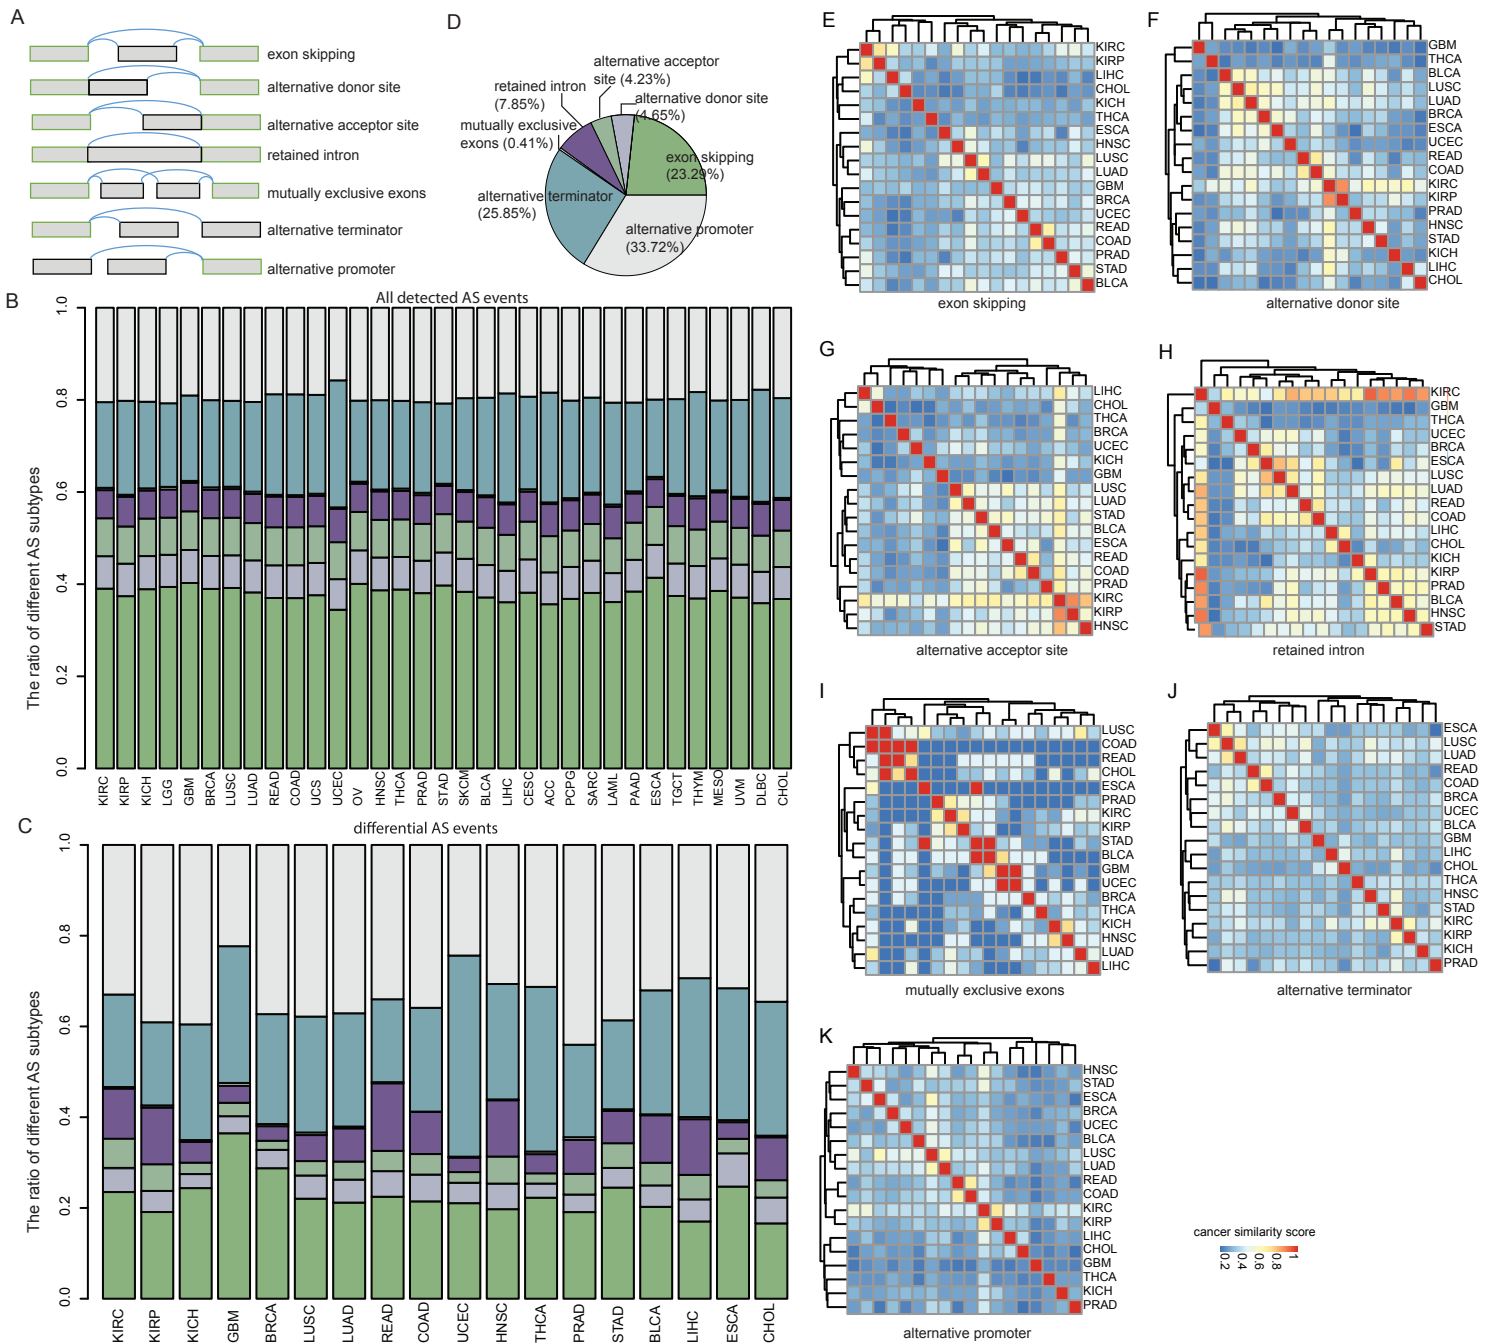 A
exon skipping
alternative donor site
alternative acceptor site
retained intron
mutually exclusive exons
alternative terminator
alternative promoter
D
alternative acceptor
site (4.23%)
retained intron
(7.85%)
alternative donor site
(4.65%)
mutually exclusive
exons (0.41%)
exon skipping
(23.29%)
alternative terminator
(25.85%)
alternative promoter
(33.72%)
B
All detected AS events
The ratio of different AS subtypes
0.0
0.2
0.4
0.6
0.8
1.0
KIRC
KIRP
KICH
LGG
GBM
BRCA
LUSC
LUAD
READ
COAD
UCS
UCEC
OV
HNSC
THCA
PRAD
STAD
SKCM
BLCA
LIHC
CESC
ACC
PCPG
SARC
LAML
PAAD
ESCA
TGCT
THYM
MESO
UVM
DLBC
CHOL
C
differential AS events
The ratio of different AS subtypes
0.0
0.2
0.4
0.6
0.8
1.0
KIRC
KIRP
KICH
GBM
BRCA
LUSC
LUAD
READ
COAD
UCEC
HNSC
THCA
PRAD
STAD
BLCA
LIHC
ESCA
CHOL
E
KIRC
KIRP
LIHC
CHOL
KICH
THCA
ESCA
HNSC
LUSC
LUAD
GBM
BRCA
UCEC
READ
COAD
PRAD
STAD
BLCA
exon skipping
F
GBM
THCA
BLCA
LUSC
LUAD
BRCA
ESCA
UCEC
READ
COAD
KIRC
KIRP
PRAD
HNSC
STAD
KICH
LIHC
CHOL
alternative donor site
G
LIHC
CHOL
THCA
BRCA
UCEC
KICH
GBM
LUSC
LUAD
STAD
BLCA
ESCA
READ
COAD
PRAD
KIRC
KIRP
HNSC
alternative acceptor site
H
KIRC
GBM
THCA
UCEC
BRCA
ESCA
LUSC
LUAD
READ
COAD
LIHC
CHOL
KICH
KIRP
PRAD
BLCA
HNSC
STAD
retained intron
I
LUSC
COAD
READ
CHOL
ESCA
PRAD
KIRC
KIRP
STAD
BLCA
GBM
UCEC
BRCA
THCA
KICH
HNSC
LUAD
LIHC
mutually exclusive exons
J
ESCA
LUSC
LUAD
READ
COAD
BRCA
UCEC
BLCA
GBM
LIHC
CHOL
THCA
HNSC
STAD
KIRC
KIRP
KICH
PRAD
alternative terminator
K
HNSC
STAD
ESCA
BRCA
UCEC
BLCA
LUSC
LUAD
READ
COAD
KIRC
KIRP
LIHC
CHOL
GBM
THCA
KICH
PRAD
alternative promoter
cancer similarity score
0.2
0.4
0.6
0.8
1